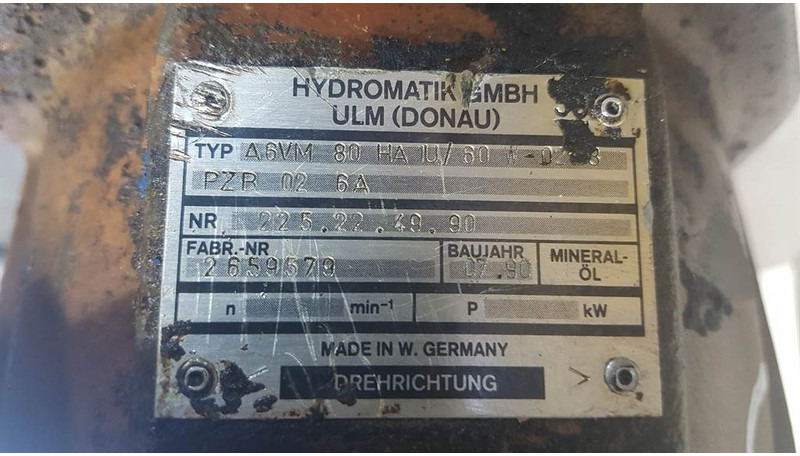 HYDROMATIK GMBH
ULM (DONAU)
TYP A6VM 80 HA 1U/60 W-
PZB 02 6A
NR 225.22.49.90
FABR.-NR BAUJAHR MINERAL-
2659579 07.90 ÖL
n min⁻¹ P kW
MADE IN W. GERMANY
DREHRICHTUNG >